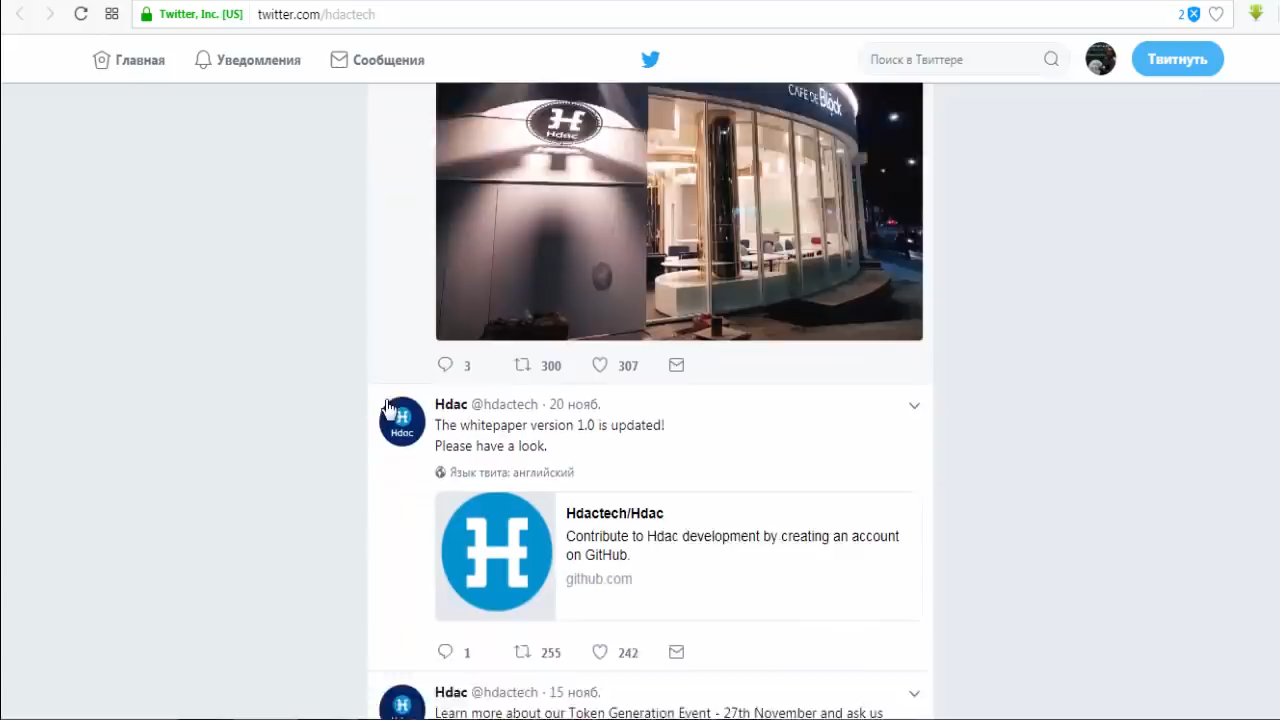 Twitter, Inc. [US] twitter.com/hdactech 2
Главная Уведомления Сообщения Поиск в Твиттере Твитнуть
CAFE DE Block
H
Hdac
3 300 307
Hdac @hdactech · 20 нояб.
The whitepaper version 1.0 is updated!
Please have a look.
Язык твита: английский
Hdactech/Hdac
Contribute to Hdac development by creating an account
on GitHub.
github.com
1 255 242
Hdac @hdactech · 15 нояб.
Learn more about our Token Generation Event - 27th November and ask us